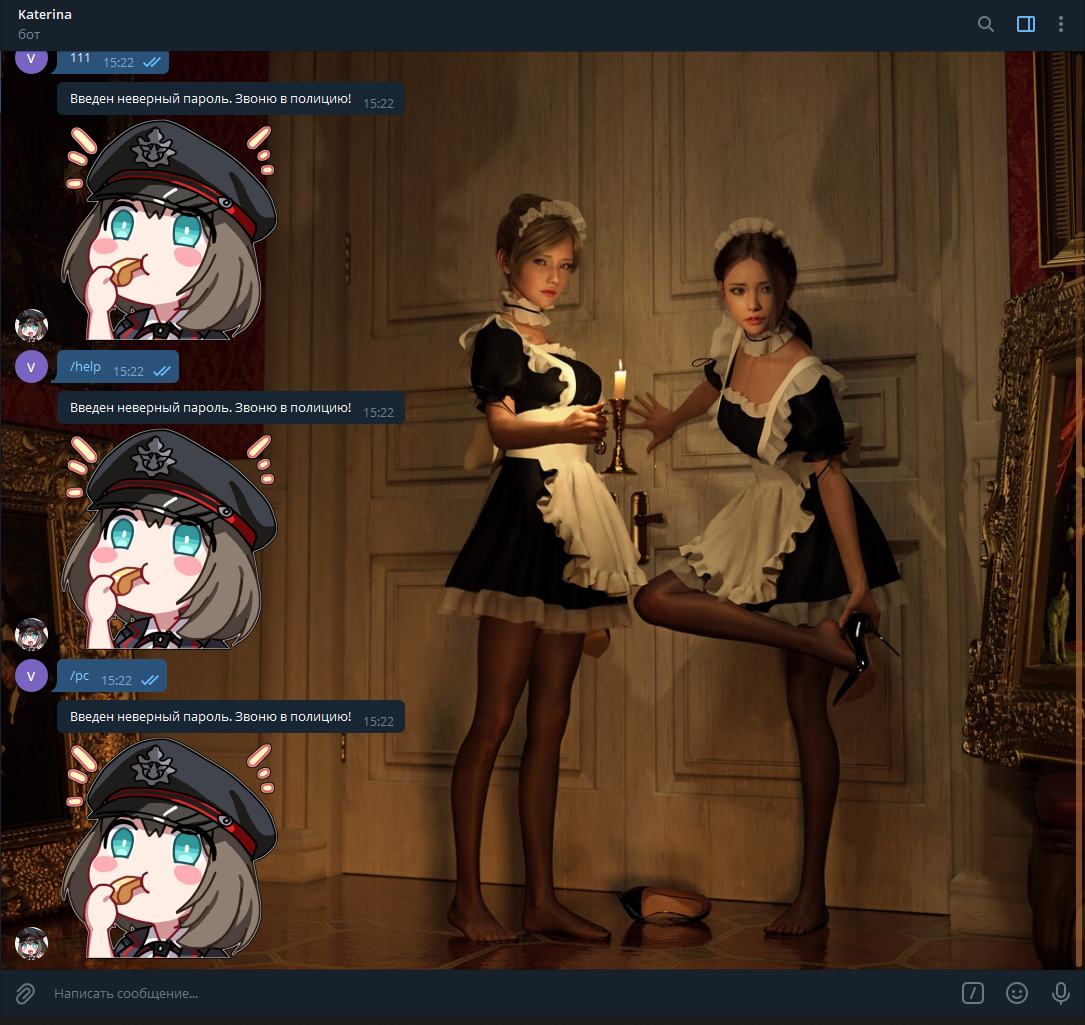 Katerina
бот
V
111 15:22
Введен неверный пароль. Звоню в полицию! 15:22
V
/help 15:22
Введен неверный пароль. Звоню в полицию! 15:22
V
/pc 15:22
Введен неверный пароль. Звоню в полицию! 15:22
Написать сообщение...